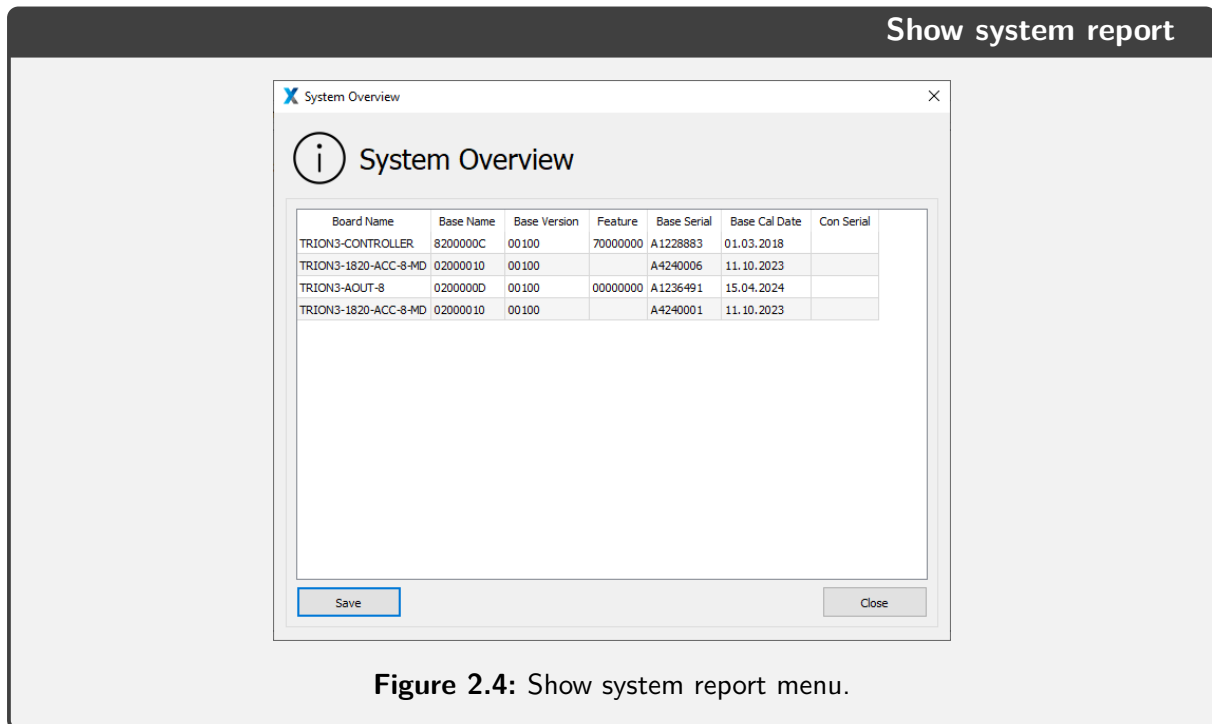 Show system report
System Overview
System Overview
Board Name Base Name Base Version Feature Base Serial Base Cal Date Con Serial
TRION3-CONTROLLER 8200000C 00100 70000000 A1228883 01.03.2018
TRION3-1820-ACC-8-MD 02000010 00100 A4240006 11.10.2023
TRION3-AOUT-8 0200000D 00100 00000000 A1236491 15.04.2024
TRION3-1820-ACC-8-MD 02000010 00100 A4240001 11.10.2023
Save Close
Figure 2.4: Show system report menu.